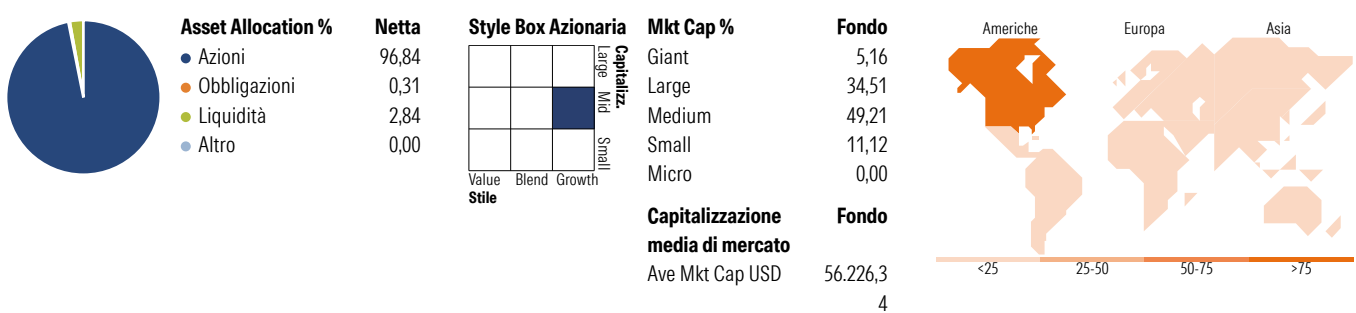 Asset Allocation % Netta
Azioni 96,84
Obbligazioni 0,31
Liquidità 2,84
Altro 0,00
Style Box Azionaria
Capitalizz.
Large Mid Small
Value Blend Growth
Stile
Mkt Cap % Fondo
Giant 5,16
Large 34,51
Medium 49,21
Small 11,12
Micro 0,00
Capitalizzazione Fondo
media di mercato
Ave Mkt Cap USD 56.226,3
4
Americhe Europa Asia
<25 25-50 50-75 >75